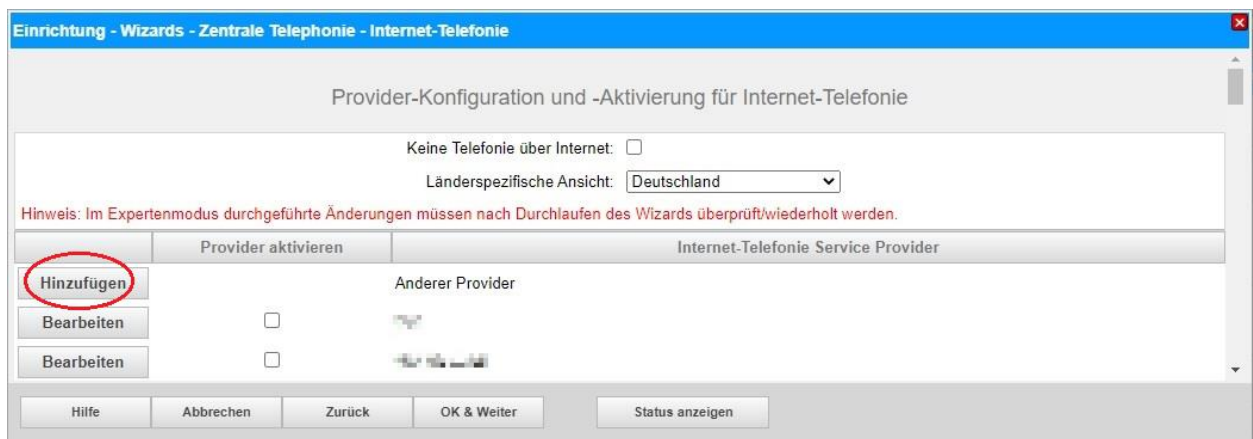 Einrichtung - Wizards - Zentrale Telephonie - Internet-Telefonie
Provider-Konfiguration und -Aktivierung für Internet-Telefonie
Keine Telefonie über Internet:
Länderspezifische Ansicht: Deutschland
Hinweis: Im Expertenmodus durchgeführte Änderungen müssen nach Durchlaufen des Wizards überprüft/wiederholt werden.
Provider aktivieren Internet-Telefonie Service Provider
Hinzufügen Anderer Provider
Bearbeiten
Bearbeiten
Hilfe Abbrechen Zurück OK & Weiter Status anzeigen